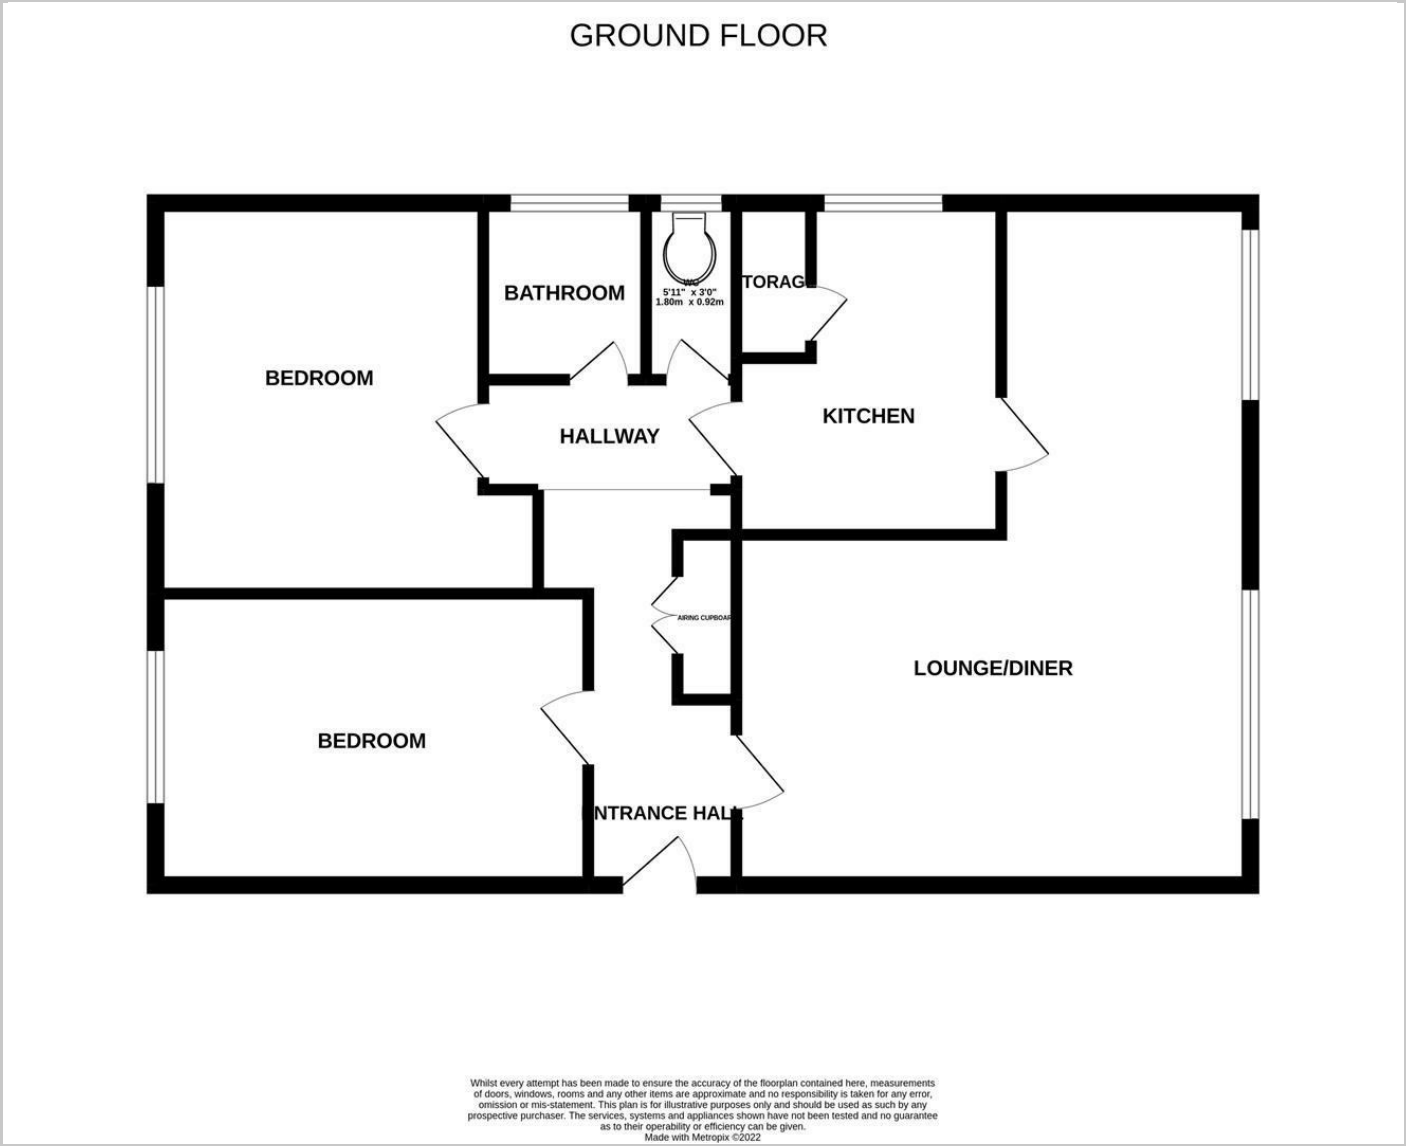 GROUND FLOOR
BATHROOM
WC
5'11" x 3'0"
1.80m x 0.92m
TORAG
BEDROOM
HALLWAY
KITCHEN
AIRING CUPBOAR
LOUNGE/DINER
BEDROOM
NTRANCE HALL
Whilst every attempt has been made to ensure the accuracy of the floorplan contained here, measurements
of doors, windows, rooms and any other items are approximate and no responsibility is taken for any error,
omission or mis-statement. This plan is for illustrative purposes only and should be used as such by any
prospective purchaser. The services, systems and appliances shown have not been tested and no guarantee
as to their operability or efficiency can be given.
Made with Metropix ©2022